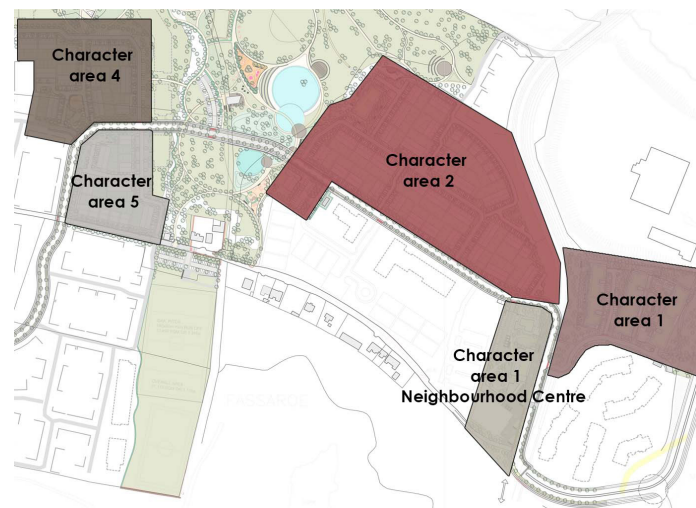 Character
area 4
Character
area 5
Character
area 2
Character
area 1
Character
area 1
Neighbourhood Centre